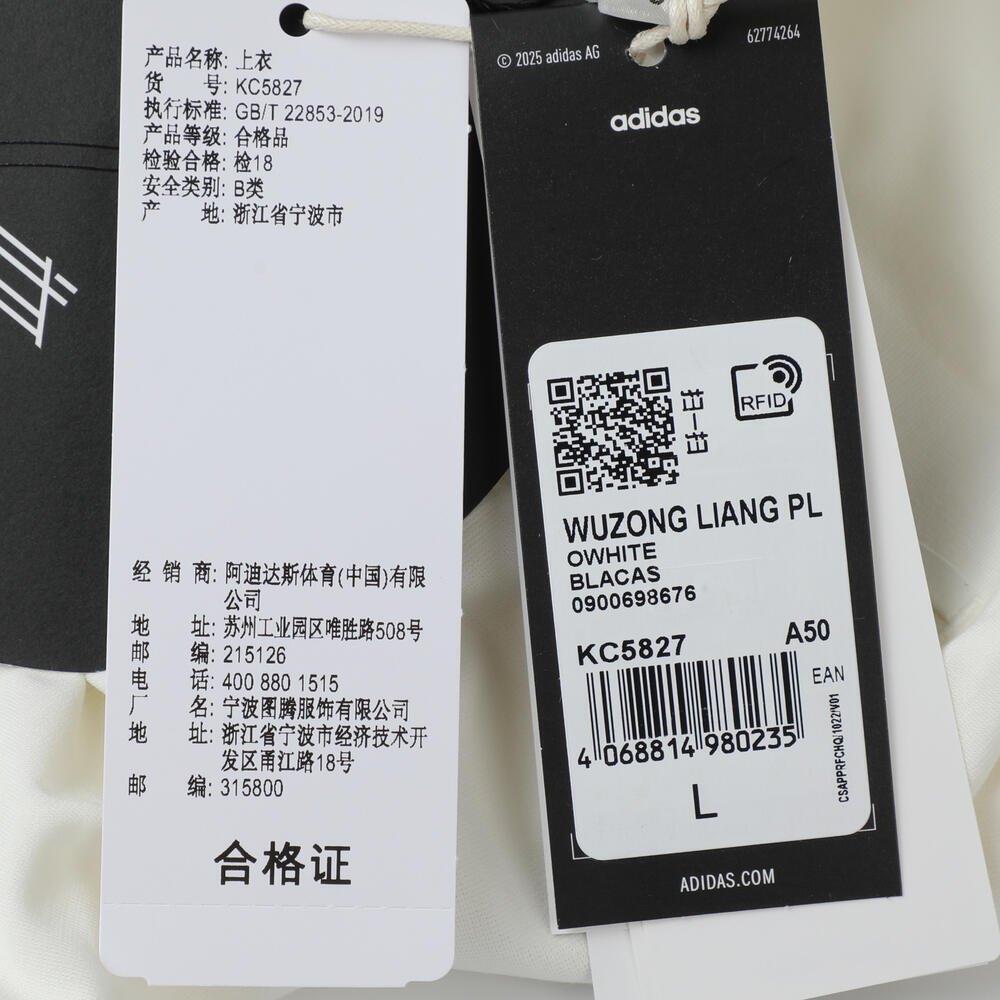 产品名称: 上衣
货 号: KC5827
执行标准: GB/T 22853-2019
产品等级: 合格品
检验合格: 检18
安全类别: B类
产 地: 浙江省宁波市
经 销 商: 阿迪达斯体育(中国)有限
公司
地 址: 苏州工业园区唯胜路508号
邮 编: 215126
电 话: 400 880 1515
厂 名: 宁波图腾服饰有限公司
地 址: 浙江省宁波市经济技术开
发区甬江路18号
邮 编: 315800
合格证
© 2025 adidas AG
62774264
adidas
RFID
WUZONG LIANG PL
OWHITE
BLACAS
0900698676
KC5827
A50
EAN
4 068814 980235
CSAPPRFCHQ/1022/V01
L
ADIDAS.COM